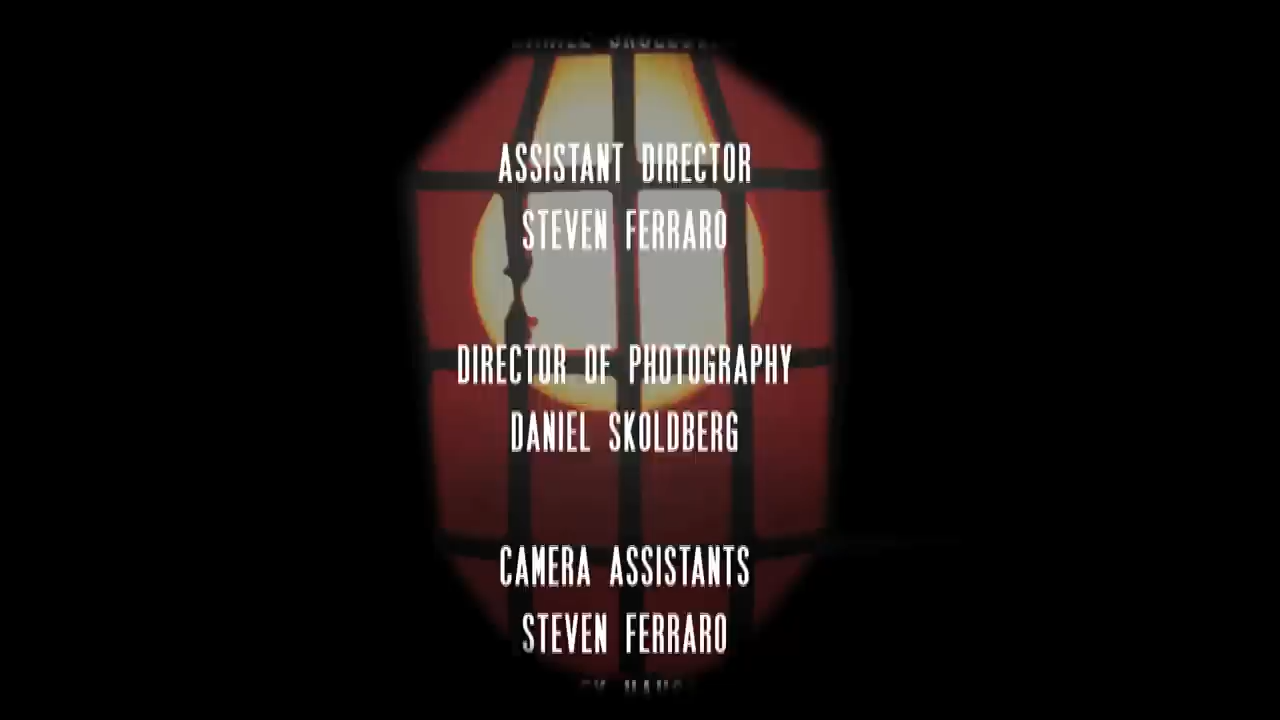 ASSISTANT DIRECTOR
STEVEN FERRARO
DIRECTOR OF PHOTOGRAPHY
DANIEL SKOLDBERG
CAMERA ASSISTANTS
STEVEN FERRARO